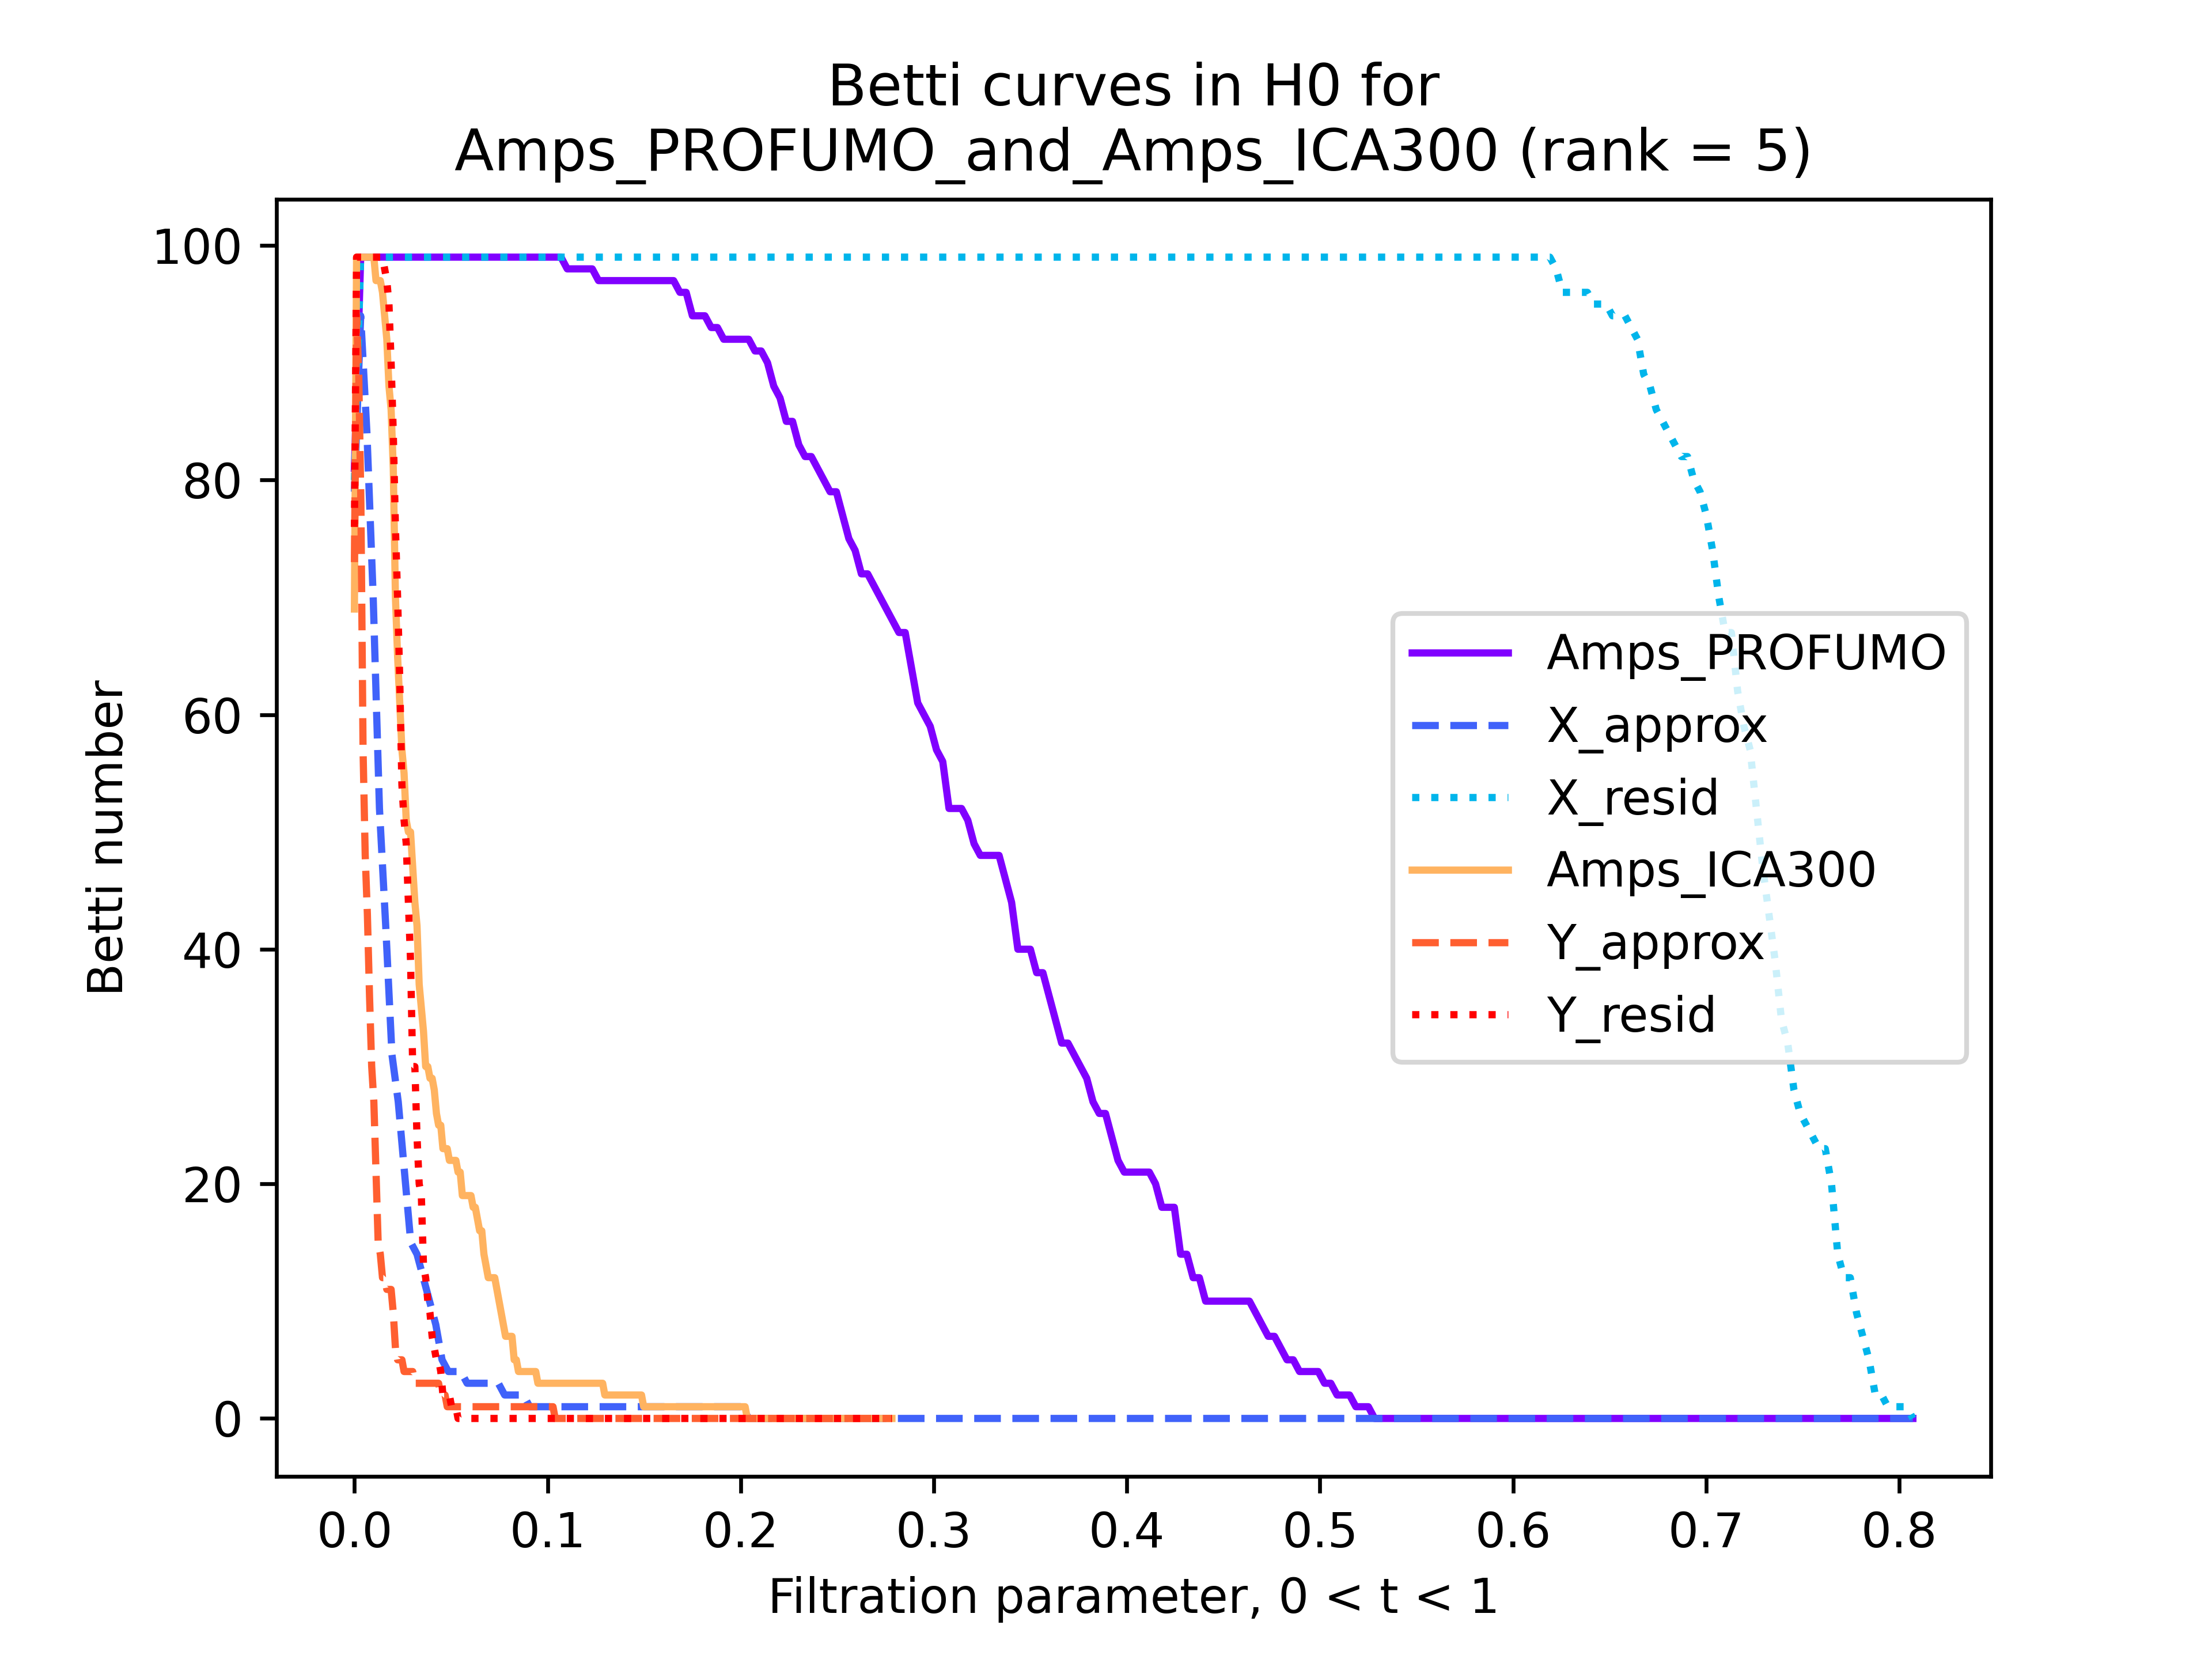 Betti curves in H0 for
Amps_PROFUMO_and_Amps_ICA300 (rank = 5)
Betti number
100
80
60
40
20
0
Amps_PROFUMO
X_approx
X_resid
Amps_ICA300
Y_approx
Y_resid
0.0 0.1 0.2 0.3 0.4 0.5 0.6 0.7 0.8
Filtration parameter, 0 < t < 1